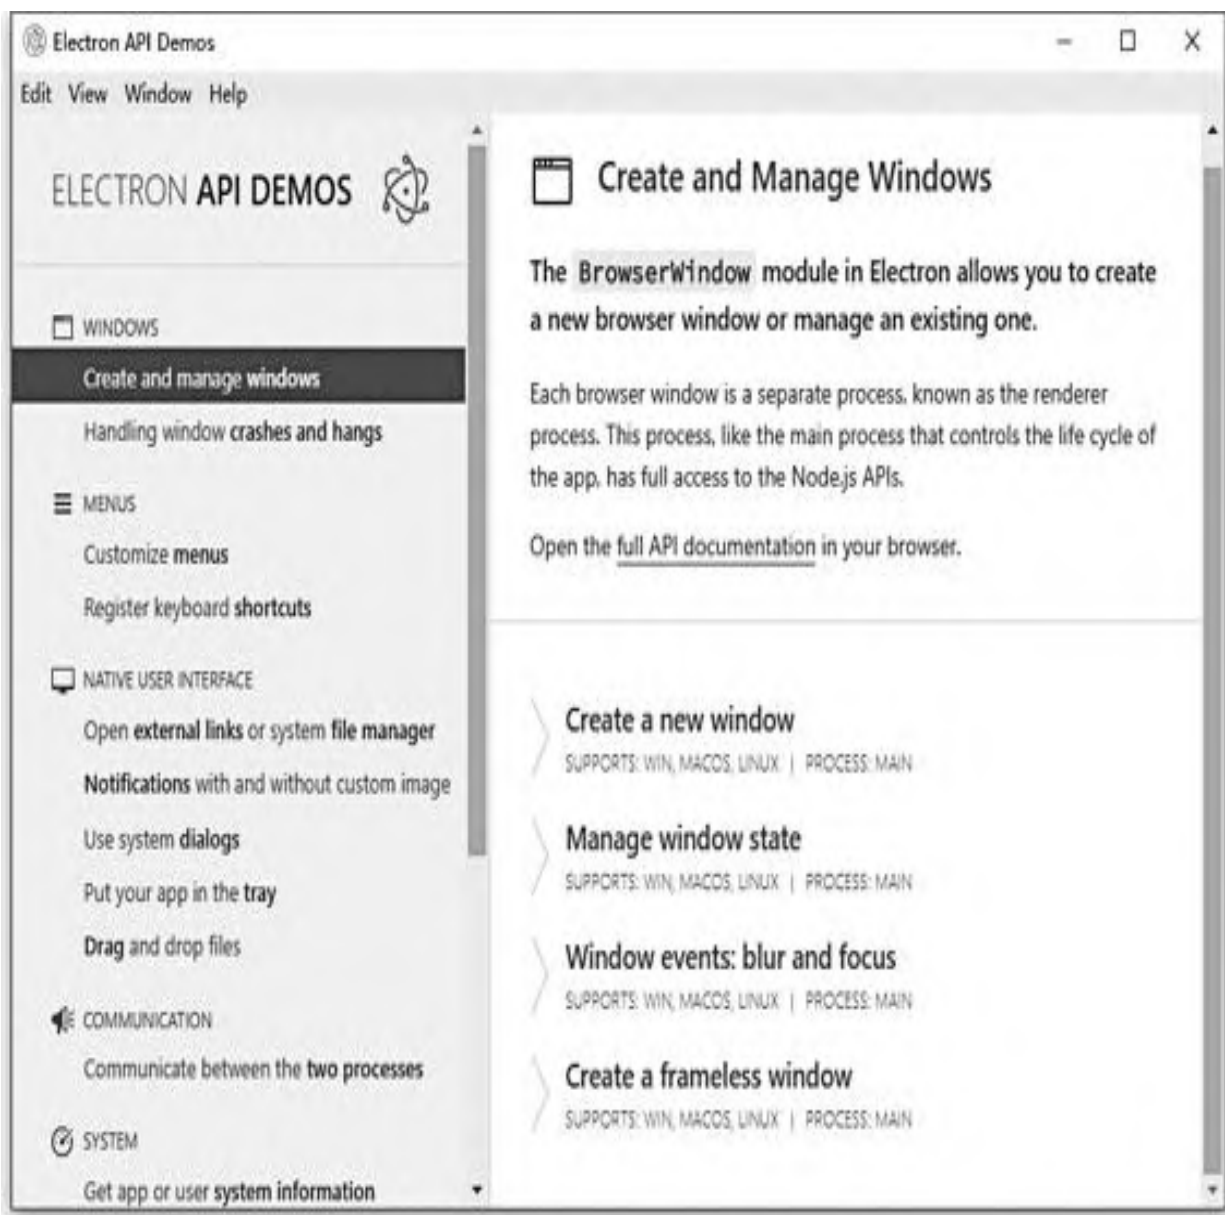 Electron API Demos
Edit View Window Help
ELECTRON API DEMOS
WINDOWS
Create and manage windows
Handling window crashes and hangs
MENUS
Customize menus
Register keyboard shortcuts
NATIVE USER INTERFACE
Open external links or system file manager
Notifications with and without custom image
Use system dialogs
Put your app in the tray
Drag and drop files
COMMUNICATION
Communicate between the two processes
SYSTEM
Get app or user system information
Create and Manage Windows
The BrowserWindow module in Electron allows you to create
a new browser window or manage an existing one.
Each browser window is a separate process, known as the renderer
process. This process, like the main process that controls the life cycle of
the app, has full access to the Node.js APIs.
Open the full API documentation in your browser.
Create a new window
SUPPORTS: WIN, MACOS, LINUX | PROCESS: MAIN
Manage window state
SUPPORTS: WIN, MACOS, LINUX | PROCESS: MAIN
Window events: blur and focus
SUPPORTS: WIN, MACOS, LINUX | PROCESS: MAIN
Create a frameless window
SUPPORTS: WIN, MACOS, LINUX | PROCESS: MAIN